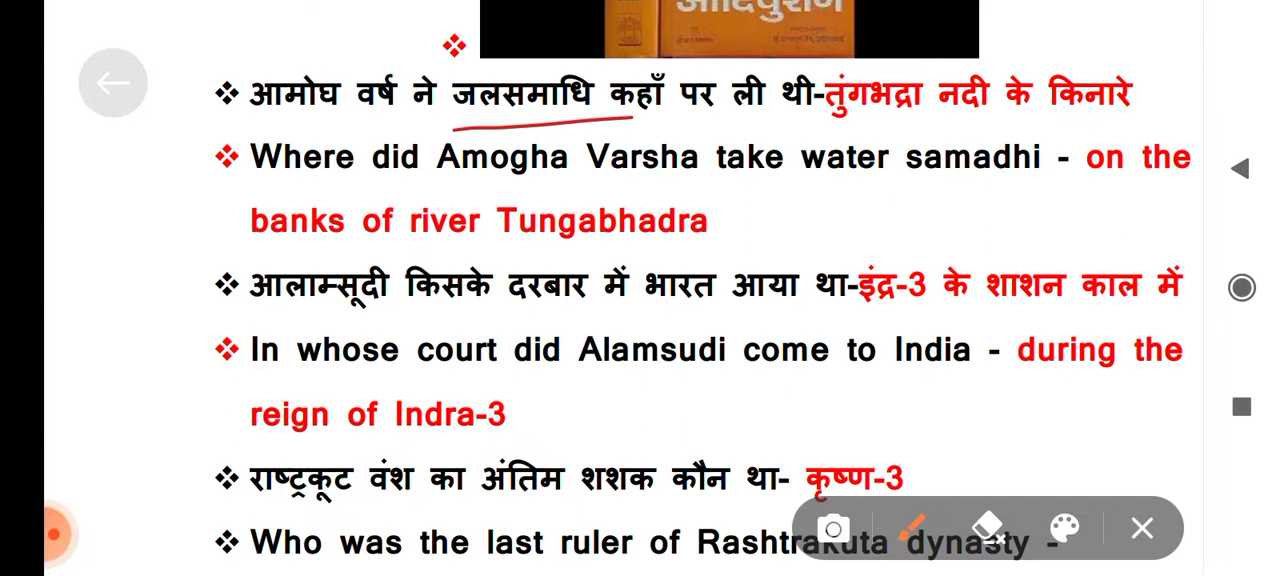 आदिपुराण
❖
❖ आमोघ वर्ष ने जलसमाधि कहाँ पर ली थी-तुंगभद्रा नदी के किनारे
❖ Where did Amogha Varsha take water samadhi - on the
banks of river Tungabhadra
❖ आलाम्सूदी किसके दरबार में भारत आया था-इंद्र-3 के शाशन काल में
❖ In whose court did Alamsudi come to India - during the
reign of Indra-3
❖ राष्ट्रकूट वंश का अंतिम शशक कौन था- कृष्ण-3
❖ Who was the last ruler of Rashtrakuta dynasty -